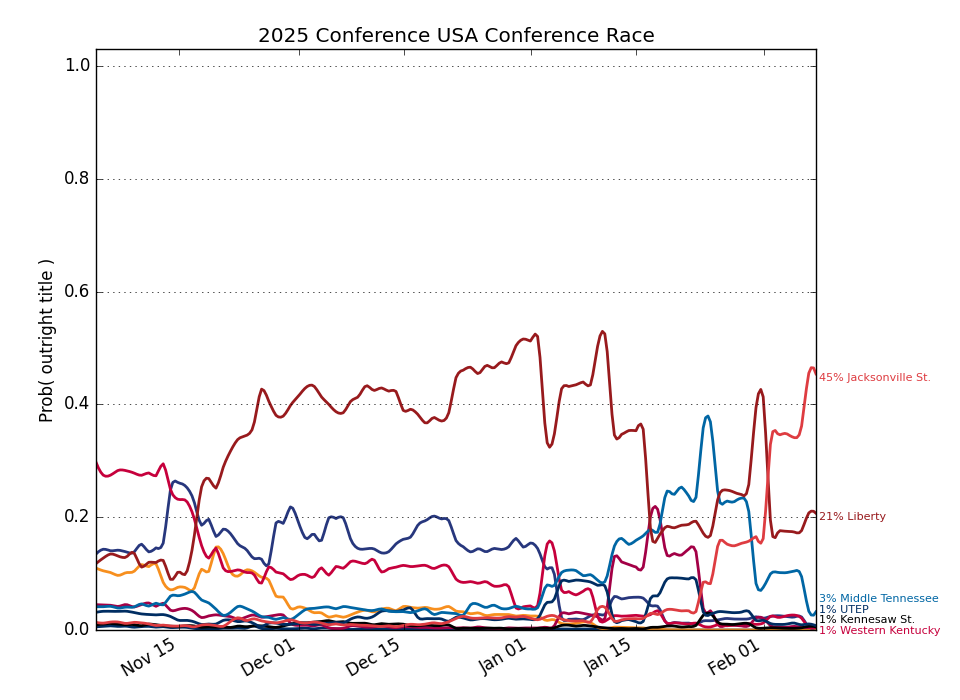 2025 Conference USA Conference Race
Prob( outright title )
1.0
0.8
0.6
0.4
0.2
0.0
Nov 15
Dec 01
Dec 15
Jan 01
Jan 15
Feb 01
45% Jacksonville St.
21% Liberty
3% Middle Tennessee
1% UTEP
1% Kennesaw St.
1% Western Kentucky